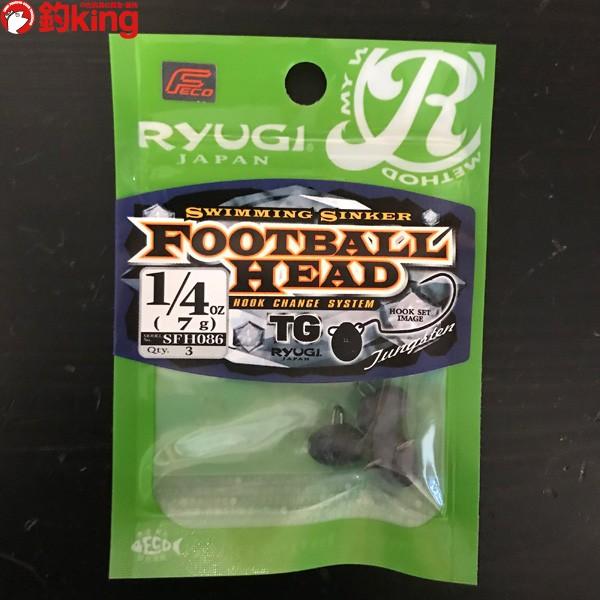 釣king
FECO
RYUGI
JAPAN
MY
R
METHOD
SWIMMING SINKER
FOOTBALL
HEAD
HOOK CHANGE SYSTEM
1/4oz
(7g)
SFH086
Qty. 3
TG
RYUGI
JAPAN
HOOK SET
IMAGE
Tungsten
ECO